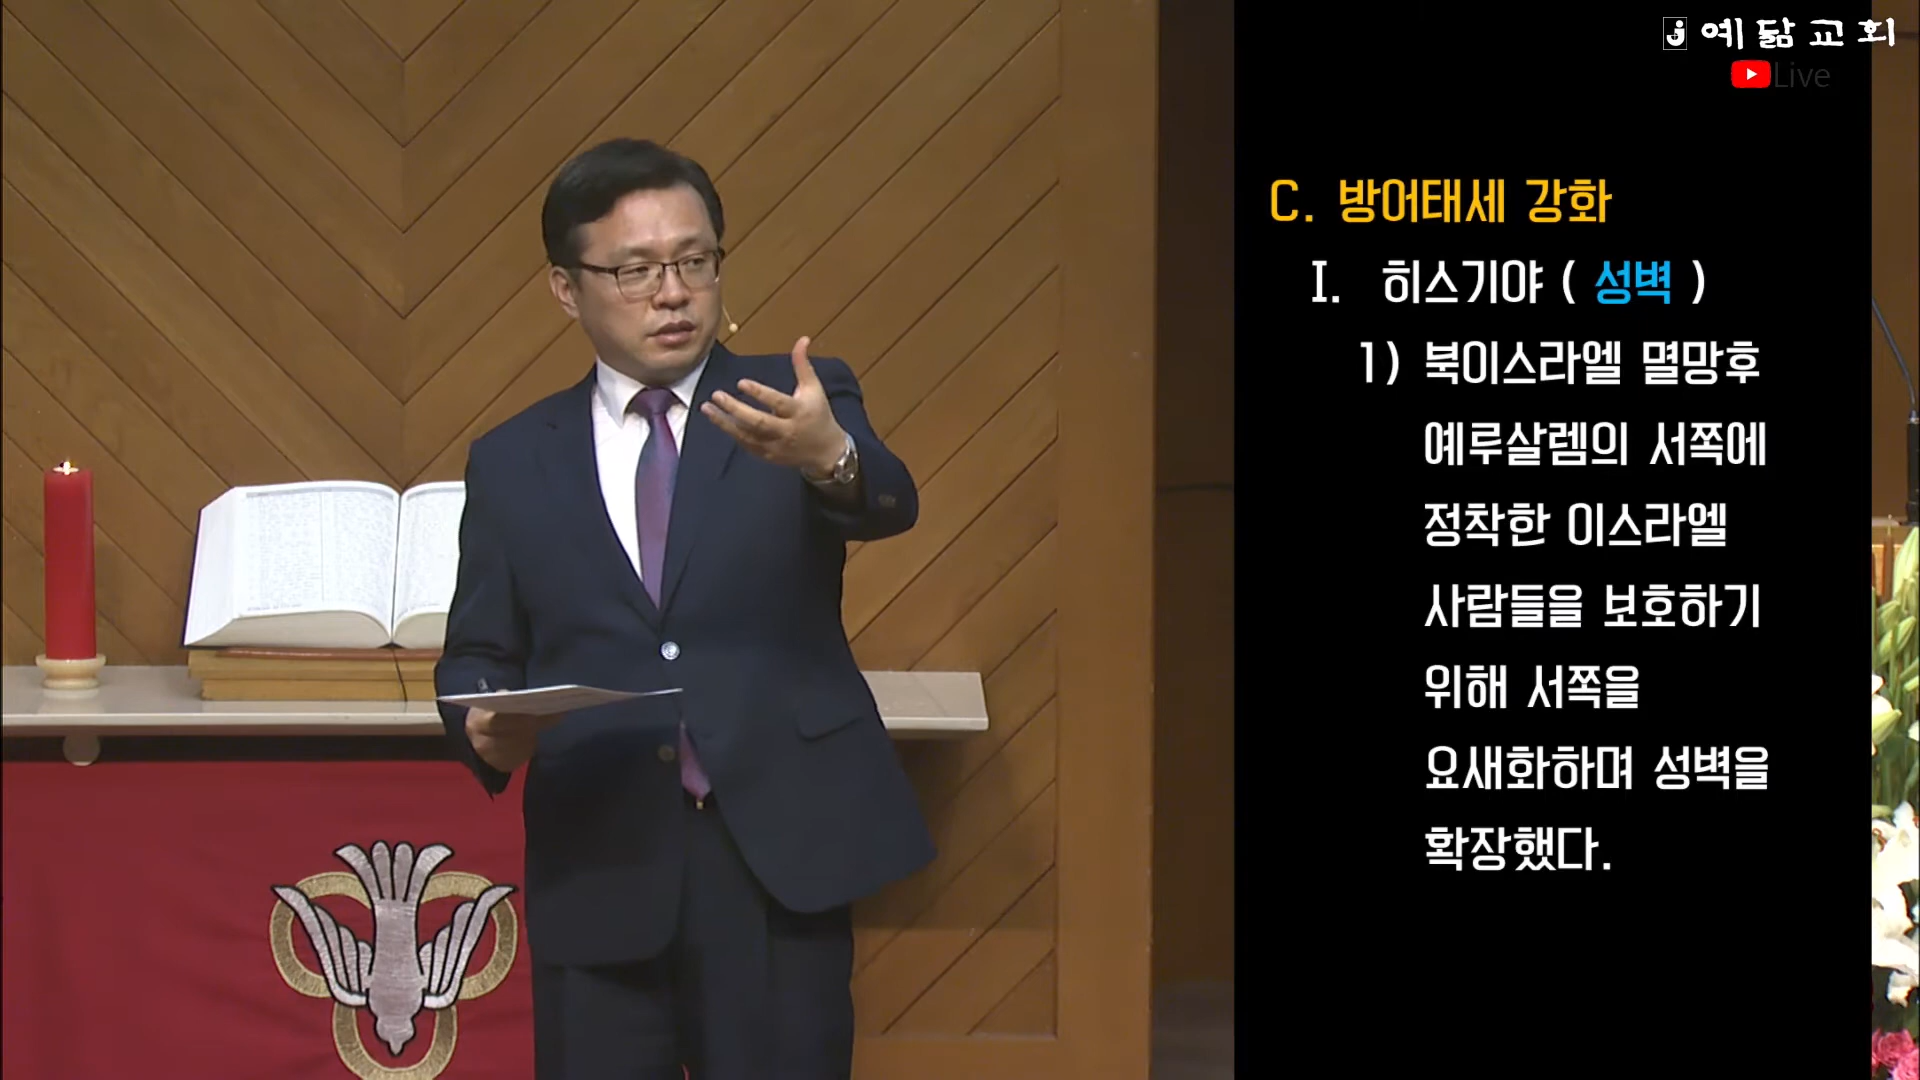 예닮교회
Live
C. 방어태세 강화
I. 히스기야 ( 성벽 )
1) 북이스라엘 멸망후
예루살렘의 서쪽에
정착한 이스라엘
사람들을 보호하기
위해 서쪽을
요새화하며 성벽을
확장했다.